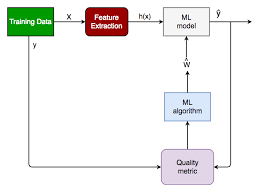 Training Data
X
Feature
Extraction
h(x)
ML
model
ŷ
y
ŵ
ML
algorithm
Quality
metric